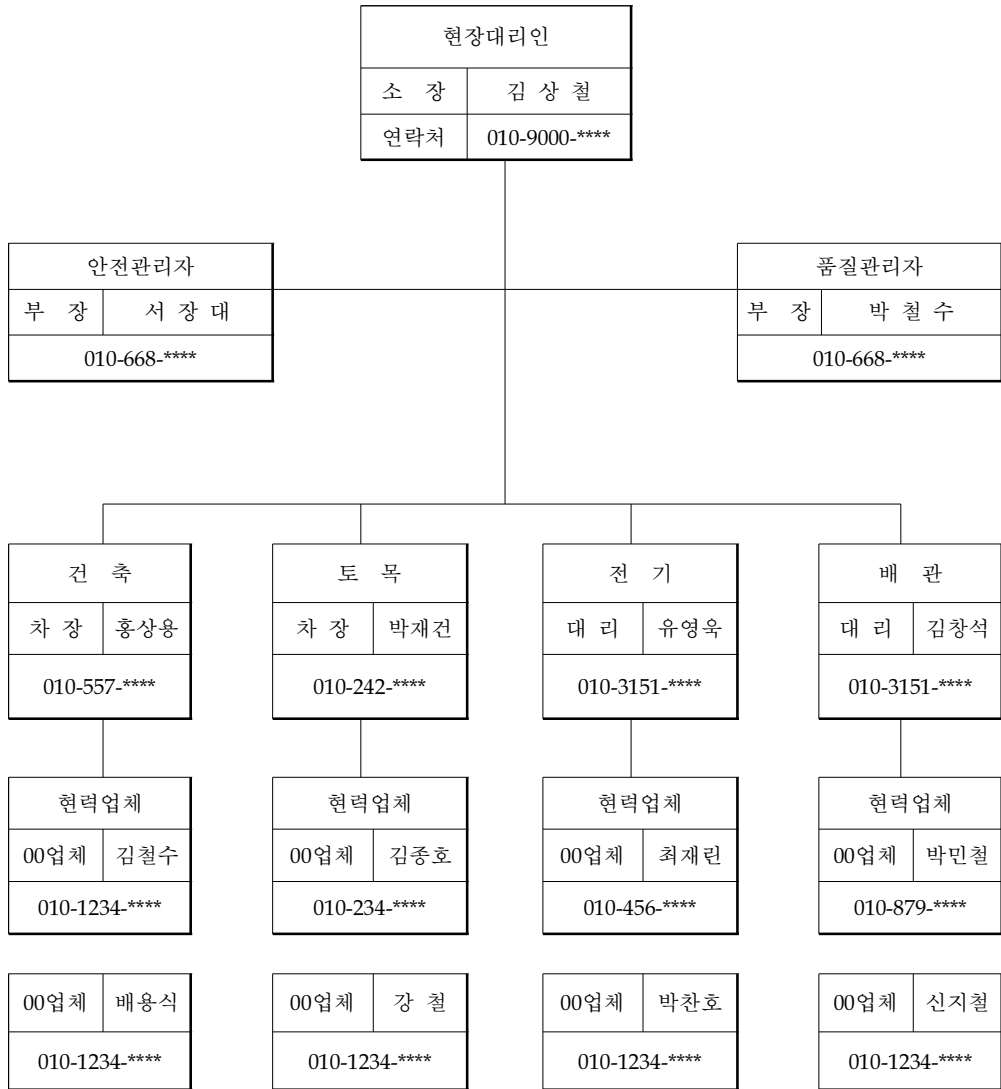 현장대리인
소 장 김 상 철
연락처 010-9000-****
안전관리자
부 장 서 장 대
010-668-****
품질관리자
부 장 박 철 수
010-668-****
건 축 토 목 전 기 배 관
차 장 홍상용 차 장 박재건 대 리 유영욱 대 리 김창석
010-557-**** 010-242-**** 010-3151-**** 010-3151-****
현력업체 현력업체 현력업체 현력업체
00업체 김철수 00업체 김종호 00업체 최재린 00업체 박민철
010-1234-**** 010-234-**** 010-456-**** 010-879-****
00업체 배용식 00업체 강 철 00업체 박찬호 00업체 신지철
010-1234-**** 010-1234-**** 010-1234-**** 010-1234-****